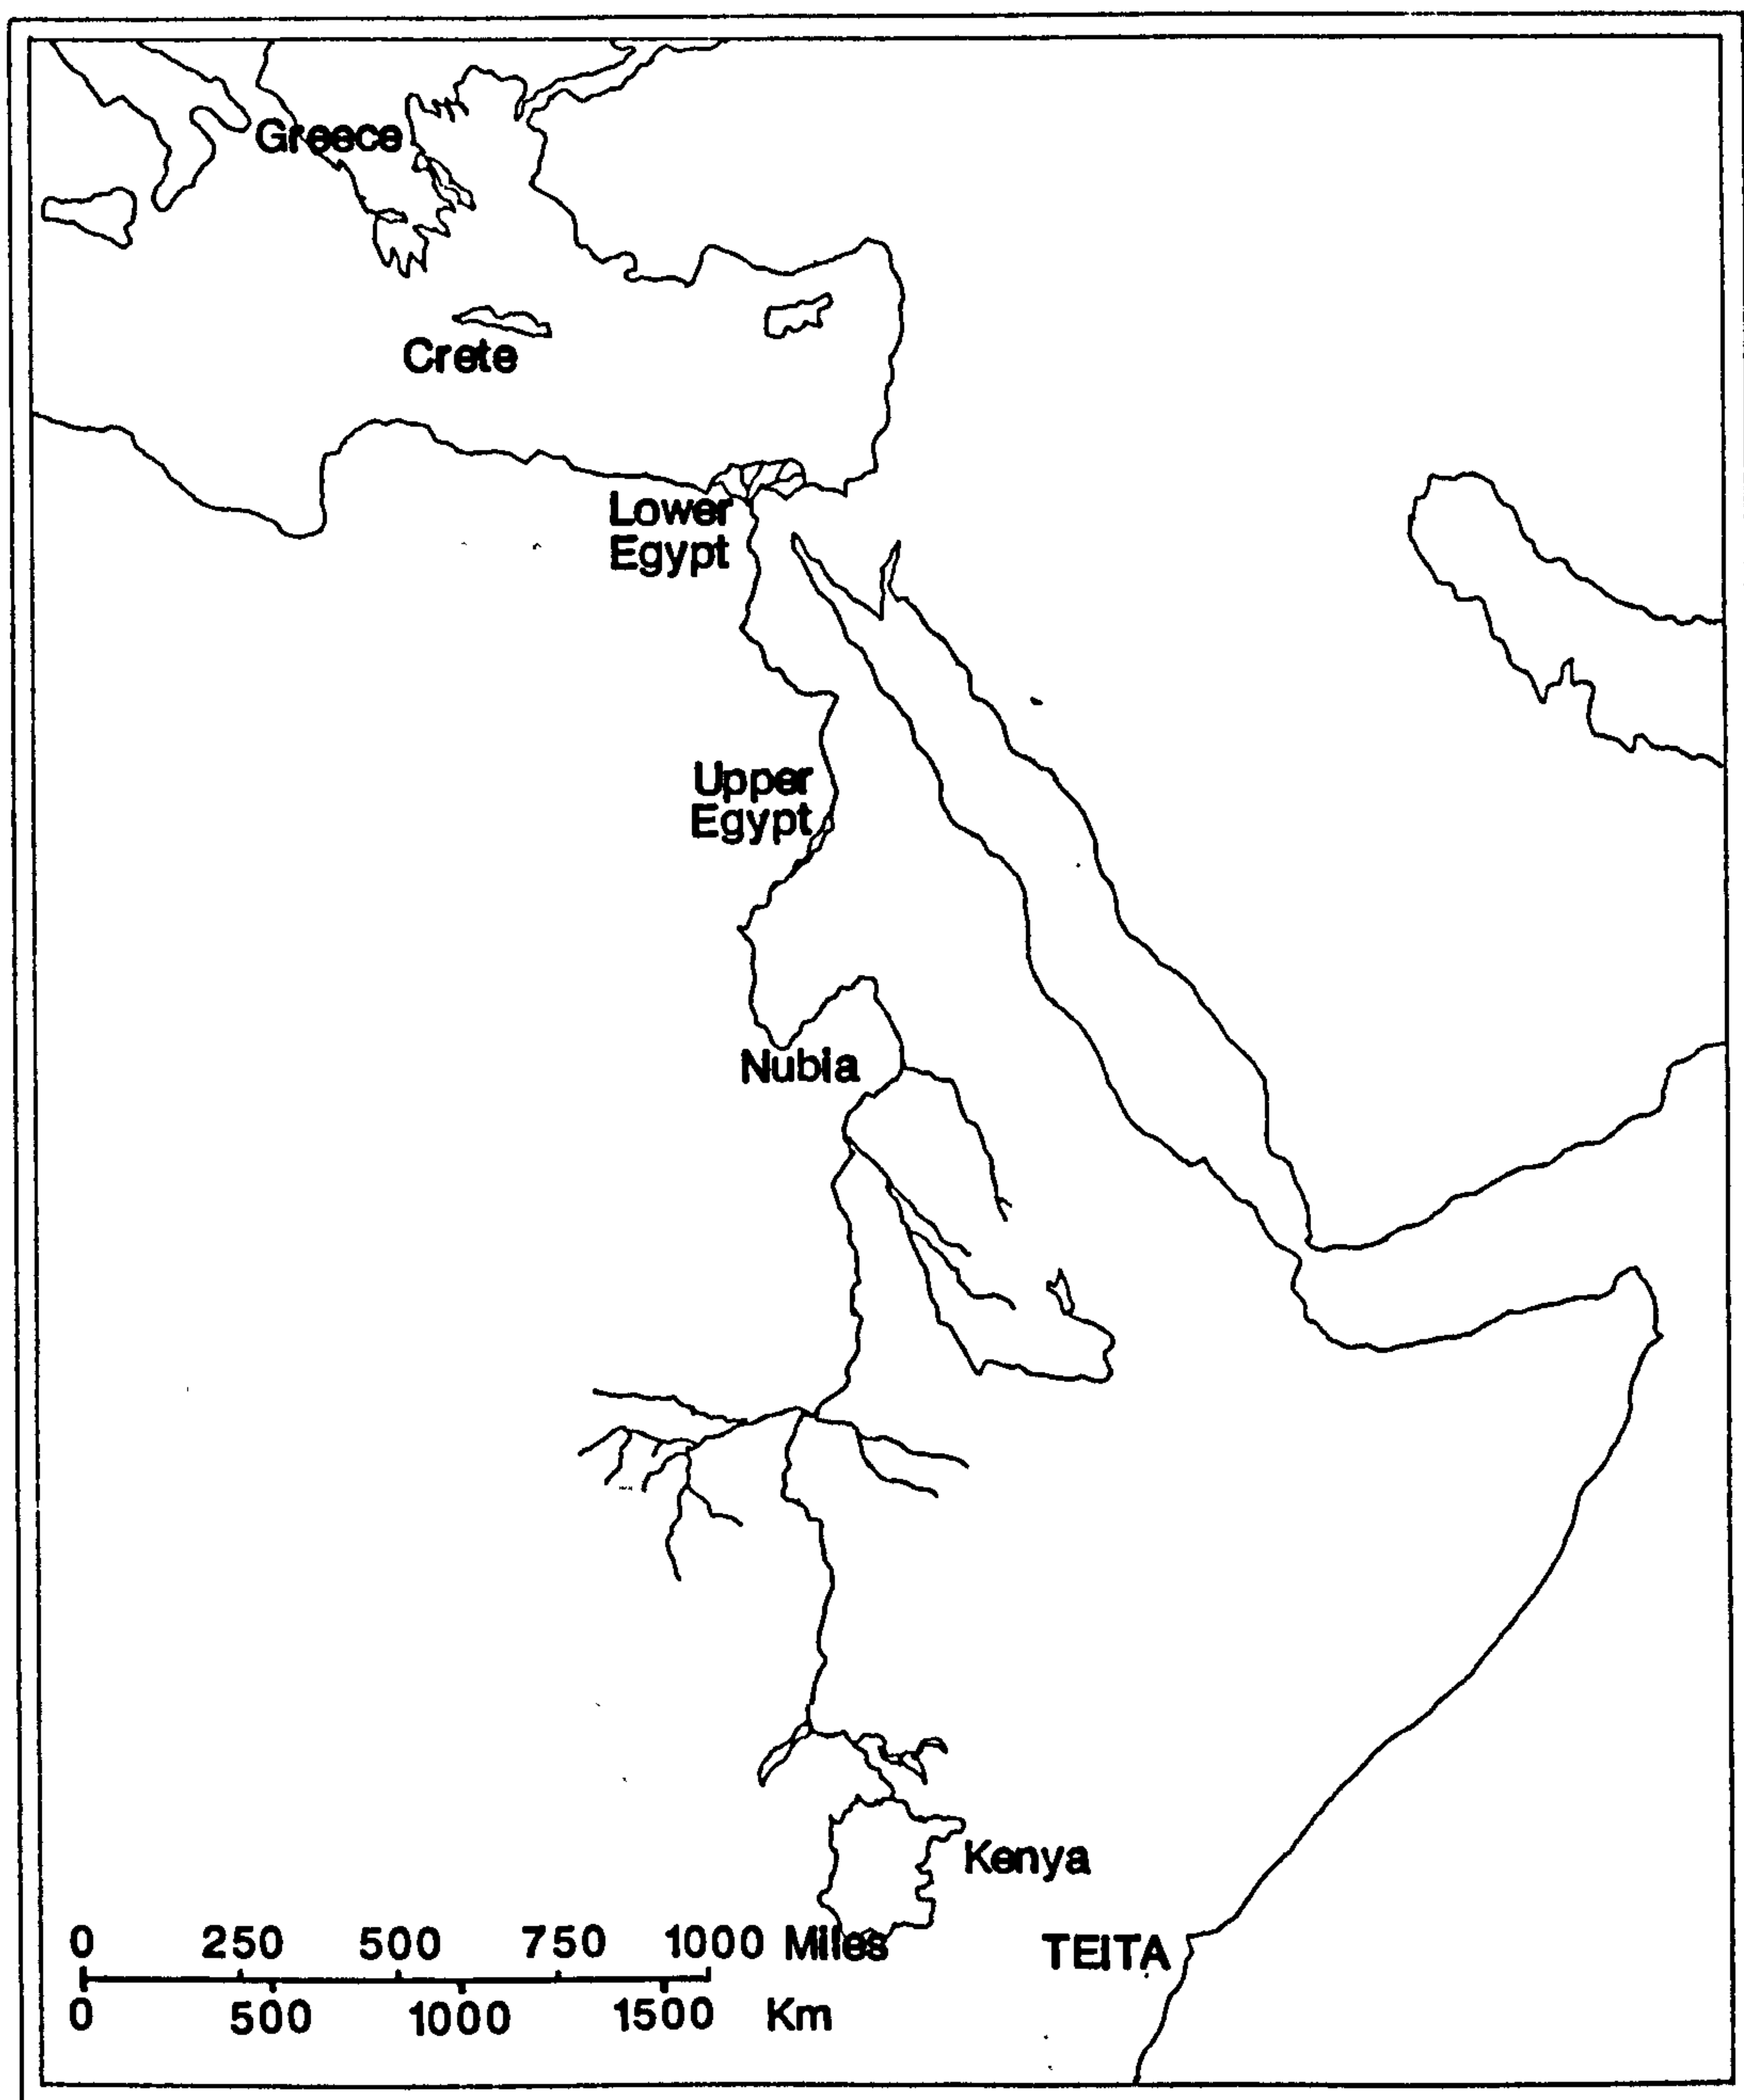 Greece
Crete
Lower
Egypt
Upper
Egypt
Nubia
Kenya
TEITA
0 250 500 750 1000 Miles
0 500 1000 1500 Km